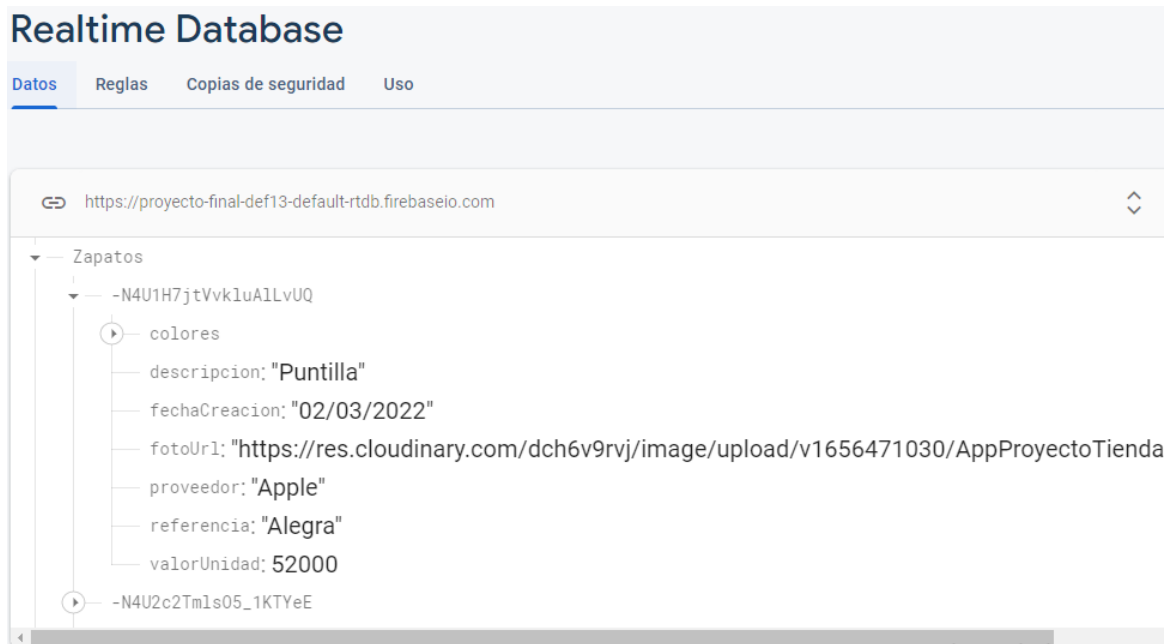 Realtime Database
Datos Reglas Copias de seguridad Uso
https://proyecto-final-def13-default-rtdb.firebaseio.com
Zapatos
-N4U1H7jtVvkluAlLvUQ
colores
descripcion: "Puntilla"
fechaCreacion: "02/03/2022"
fotoUrl: "https://res.cloudinary.com/dch6v9rvj/image/upload/v1656471030/AppProyectoTienda
proveedor: "Apple"
referencia: "Alegra"
valorUnidad: 52000
-N4U2c2TmlsO5_1KTYeE